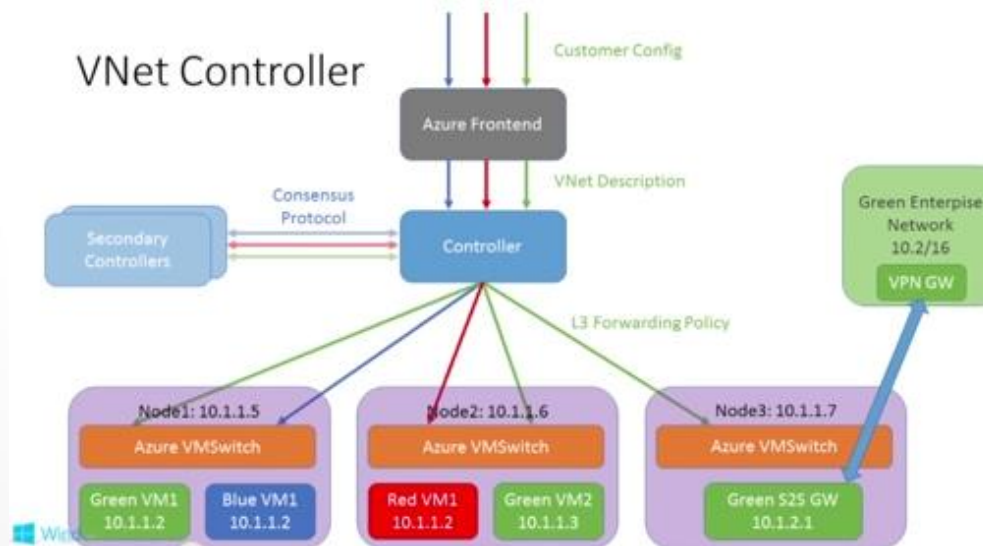 VNet Controller
Customer Config
Azure Frontend
VNet Description
Consensus
Protocol
Secondary
Controllers
Controller
Green Enterpise
Network
10.2/16
VPN GW
L3 Forwarding Policy
Node1: 10.1.1.5
Azure VMSwitch
Green VM1
10.1.1.2
Blue VM1
10.1.1.2
Node2: 10.1.1.6
Azure VMSwitch
Red VM1
10.1.1.2
Green VM2
10.1.1.3
Node3: 10.1.1.7
Azure VMSwitch
Green S2S GW
10.1.2.1